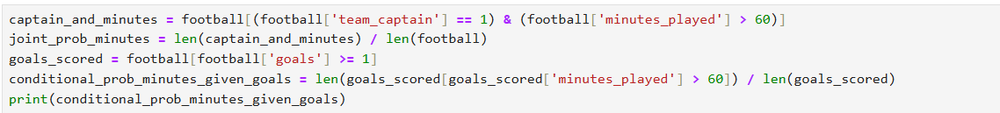 captain_and_minutes = football[(football['team_captain'] == 1) & (football['minutes_played'] > 60)]
joint_prob_minutes = len(captain_and_minutes) / len(football)
goals_scored = football[football['goals'] >= 1]
conditional_prob_minutes_given_goals = len(goals_scored[goals_scored['minutes_played'] > 60]) / len(goals_scored)
print(conditional_prob_minutes_given_goals)